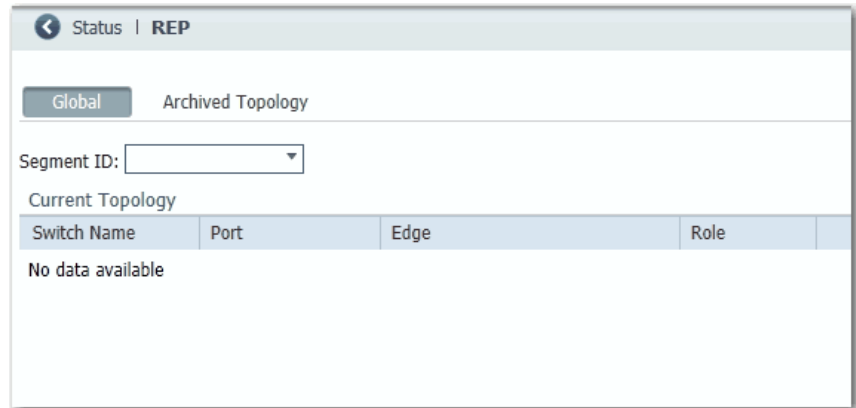 Status | REP
Global Archived Topology
Segment ID:
Current Topology
Switch Name Port Edge Role
No data available